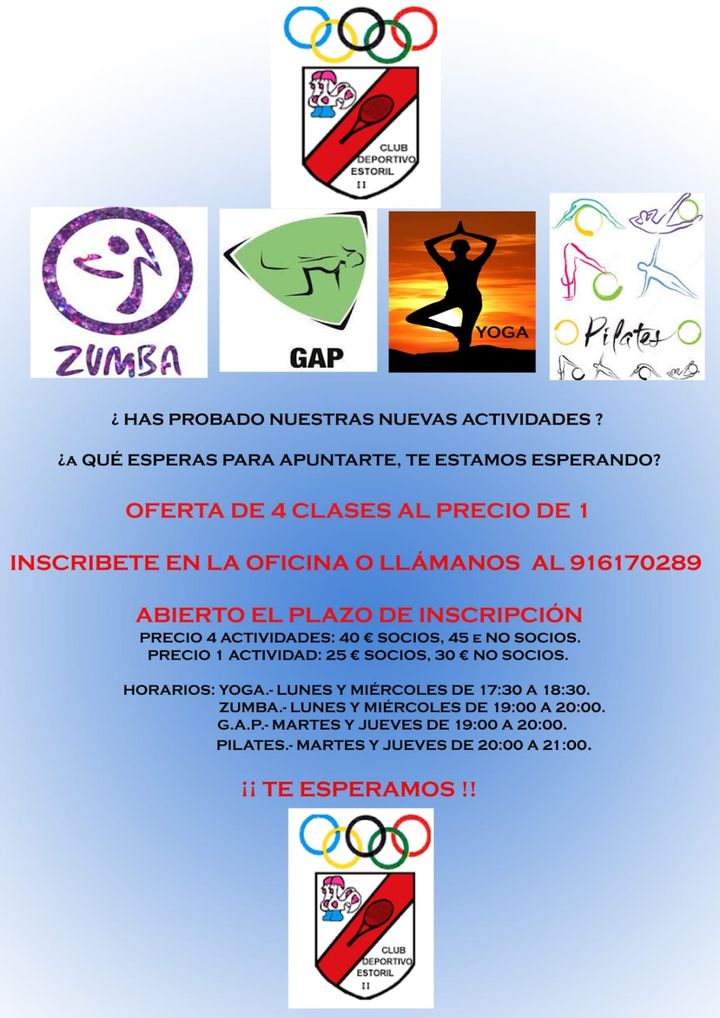 CLUB
DEPORTIVO
ESTORIL
II
ZUMBA
GAP
YOGA
Pilates
¿ HAS PROBADO NUESTRAS NUEVAS ACTIVIDADES ?
¿A QUÉ ESPERAS PARA APUNTARTE, TE ESTAMOS ESPERANDO?
OFERTA DE 4 CLASES AL PRECIO DE 1
INSCRIBETE EN LA OFICINA O LLÁMANOS AL 916170289
ABIERTO EL PLAZO DE INSCRIPCIÓN
PRECIO 4 ACTIVIDADES: 40 € SOCIOS, 45 E NO SOCIOS.
PRECIO 1 ACTIVIDAD: 25 € SOCIOS, 30 € NO SOCIOS.
HORARIOS: YOGA.- LUNES Y MIÉRCOLES DE 17:30 A 18:30.
ZUMBA.- LUNES Y MIÉRCOLES DE 19:00 A 20:00.
G.A.P.- MARTES Y JUEVES DE 19:00 A 20:00.
PILATES.- MARTES Y JUEVES DE 20:00 A 21:00.
¡¡ TE ESPERAMOS !!
CLUB
DEPORTIVO
ESTORIL
II